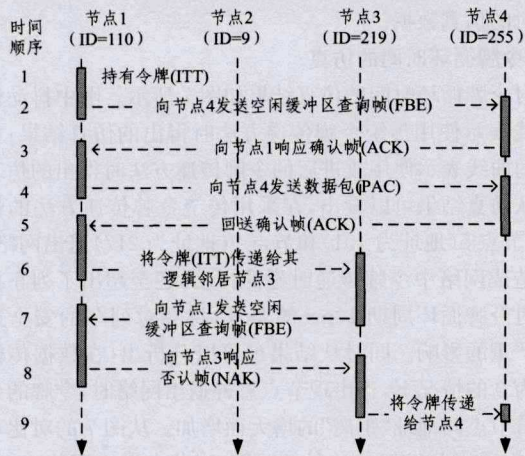 时间
顺序
节点1
(ID=110)
节点2
(ID=9)
节点3
(ID=219)
节点4
(ID=255)
1
持有令牌(ITT)
2
向节点4发送空闲缓冲区查询帧(FBE)
3
向节点1响应确认帧(ACK)
4
向节点4发送数据包(PAC)
5
回送确认帧(ACK)
6
将令牌(ITT)传递给其
逻辑邻居节点3
7
向节点1发送空闲
缓冲区查询帧(FBE)
8
向节点3响应
否认帧(NAK)
9
将令牌传递
给节点4